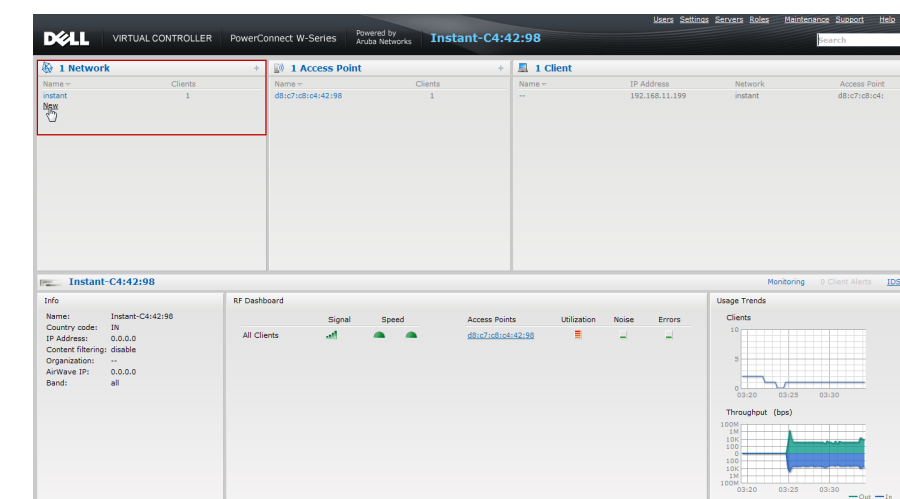 Users Settings Servers Roles Maintenance Support Help
DELL VIRTUAL CONTROLLER PowerConnect W-Series Powered by Aruba Networks Instant-C4:42:98
Search
1 Network +
Name Clients
instant 1
New
1 Access Point +
Name Clients
d8:c7:c8:c4:42:98 1
1 Client
Name IP Address Network Access Point
-- 192.168.11.199 instant d8:c7:c8:c4:
Instant-C4:42:98
Monitoring 0 Client Alerts IDS
Info
Name: Instant-C4:42:98
Country code: IN
IP Address: 0.0.0.0
Content filtering: disable
Organization: --
AirWave IP: 0.0.0.0
Band: all
RF Dashboard
Signal Speed Access Points Utilization Noise Errors
All Clients d8:c7:c8:c4:42:98
Usage Trends
Clients
10
5
0
03:20 03:25 03:30
Throughput (bps)
100M
1M
10K
100
0
100
10K
1M
100M
03:20 03:25 03:30
Out In